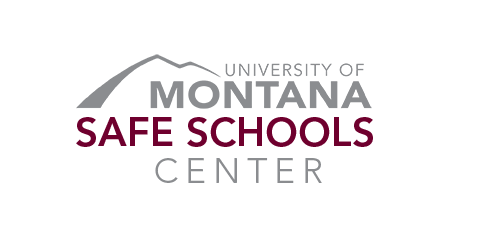 UNIVERSITY OF
MONTANA
SAFE SCHOOLS
CENTER